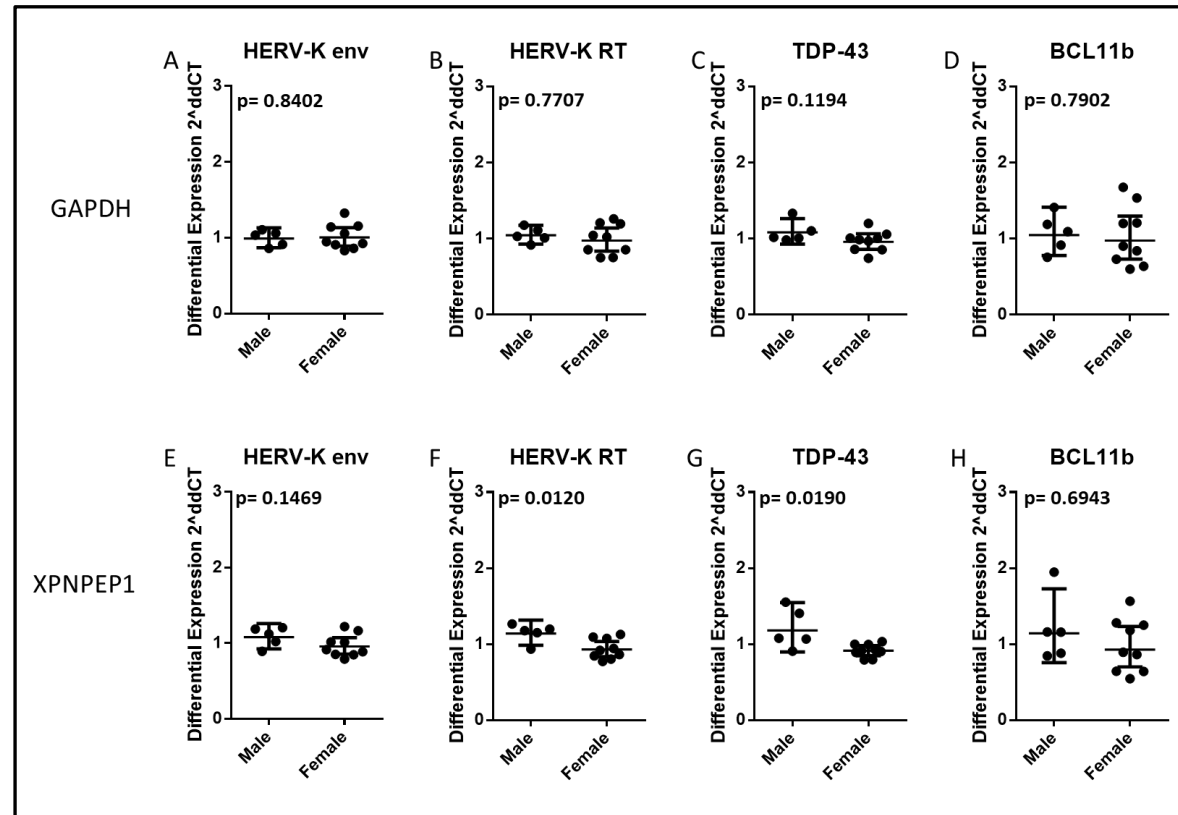 A HERV-K env
B HERV-K RT
C TDP-43
D BCL11b
GAPDH
Differential Expression 2^ddCT
3
2
1
0
p= 0.8402
Male
Female
Differential Expression 2^ddCT
3
2
1
0
p= 0.7707
Male
Female
Differential Expression 2^ddCT
3
2
1
0
p= 0.1194
Male
Female
Differential Expression 2^ddCT
3
2
1
0
p= 0.7902
Male
Female
E HERV-K env
F HERV-K RT
G TDP-43
H BCL11b
XPNPEP1
Differential Expression 2^ddCT
3
2
1
0
p= 0.1469
Male
Female
Differential Expression 2^ddCT
3
2
1
0
p= 0.0120
Male
Female
Differential Expression 2^ddCT
3
2
1
0
p= 0.0190
Male
Female
Differential Expression 2^ddCT
3
2
1
0
p= 0.6943
Male
Female